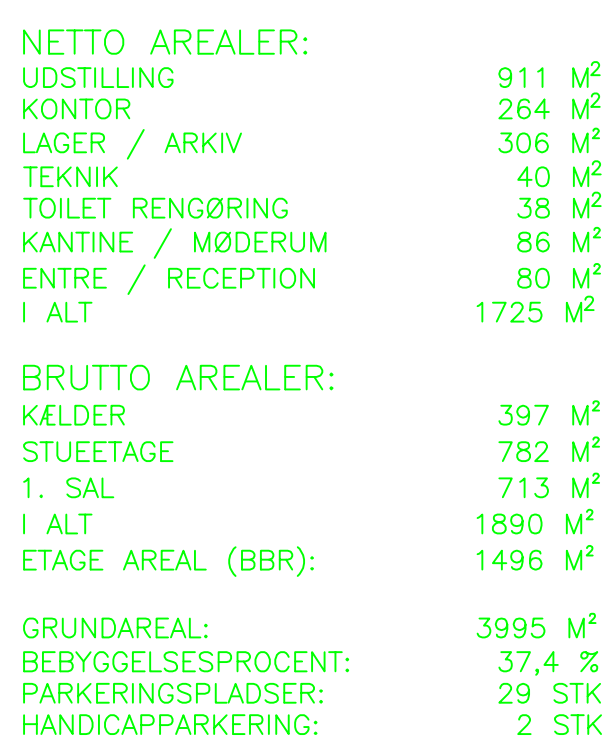 NETTO AREALER:
UDSTILLING 911 M²
KONTOR 264 M²
LAGER / ARKIV 306 M²
TEKNIK 40 M²
TOILET RENGØRING 38 M²
KANTINE / MØDERUM 86 M²
ENTRE / RECEPTION 80 M²
I ALT 1725 M²
BRUTTO AREALER:
KÆLDER 397 M²
STUEETAGE 782 M²
1. SAL 713 M²
I ALT 1890 M²
ETAGE AREAL (BBR): 1496 M²
GRUNDAREAL: 3995 M²
BEBYGGELSESPROCENT: 37,4 %
PARKERINGSPLADSER: 29 STK
HANDICAPPARKERING: 2 STK